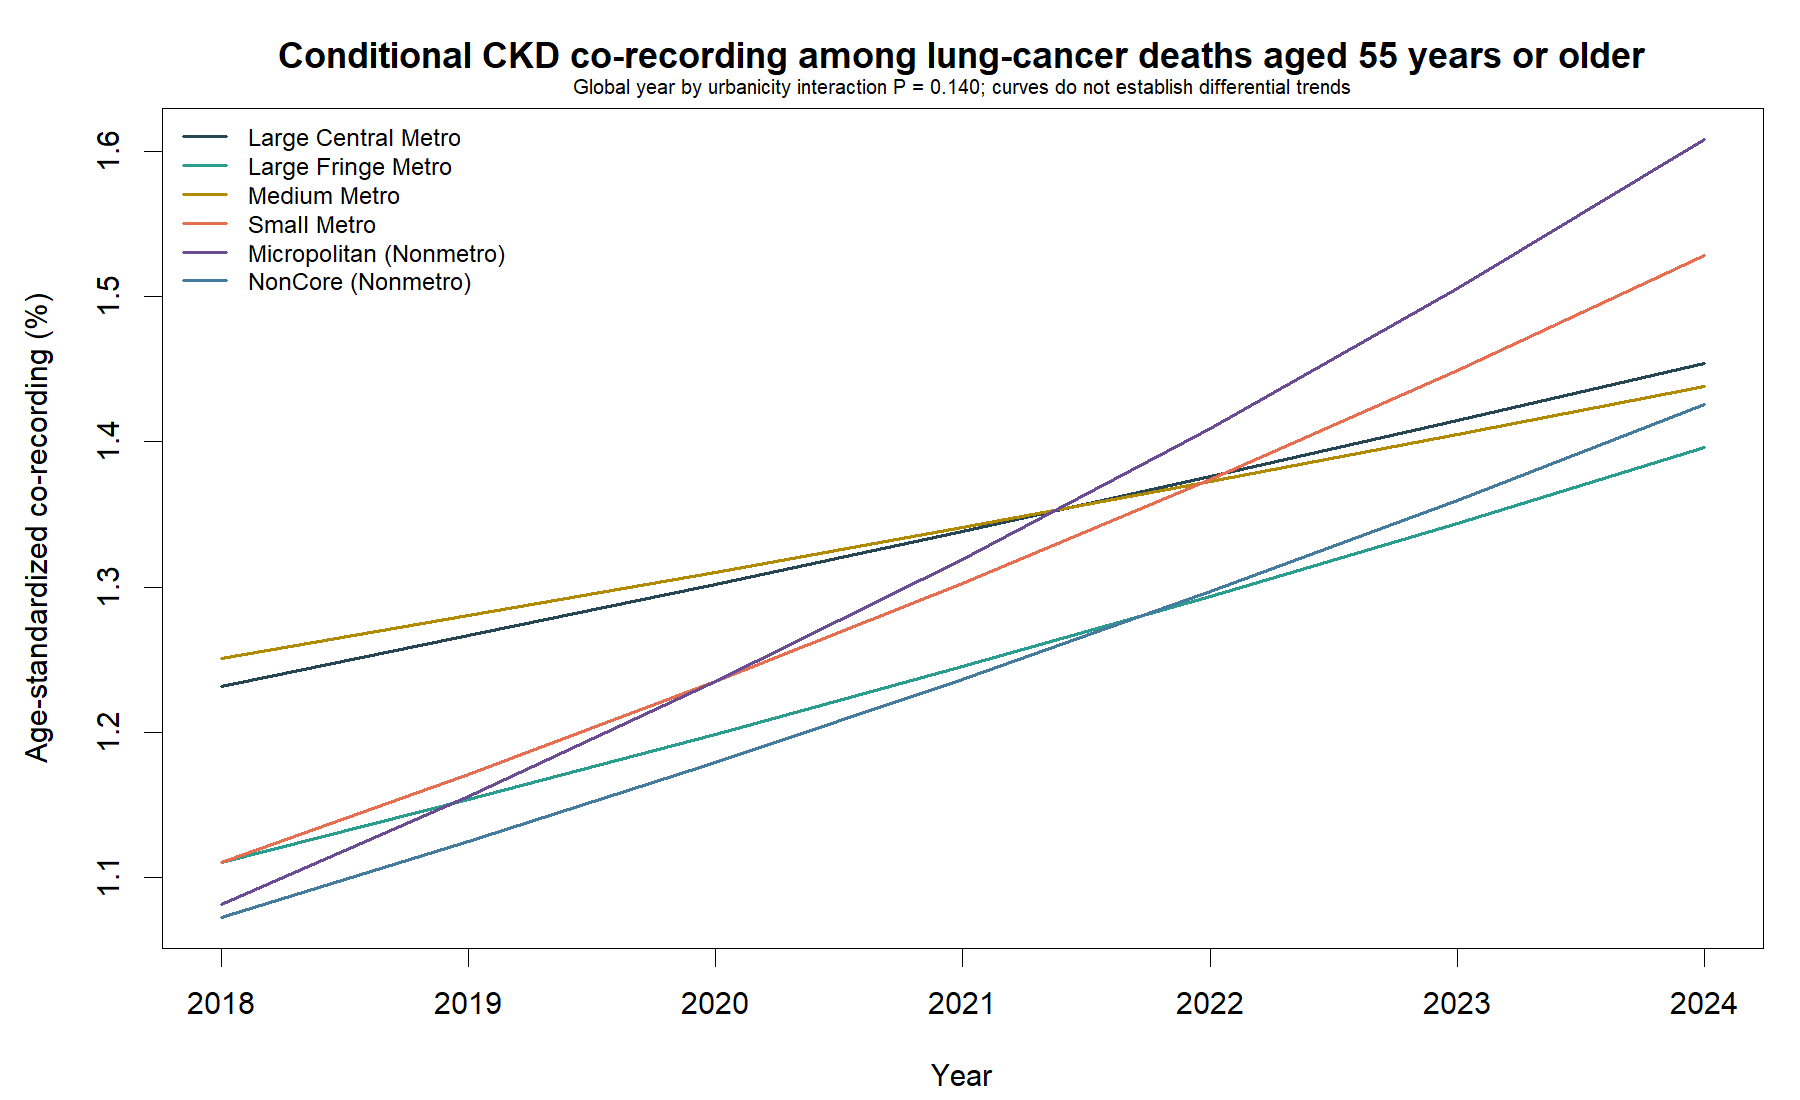 Conditional CKD co-recording among lung-cancer deaths aged 55 years or older
Global year by urbanicity interaction P = 0.140; curves do not establish differential trends
Large Central Metro
Large Fringe Metro
Medium Metro
Small Metro
Micropolitan (Nonmetro)
NonCore (Nonmetro)
Age-standardized co-recording (%)
1.6
1.5
1.4
1.3
1.2
1.1
2018 2019 2020 2021 2022 2023 2024
Year